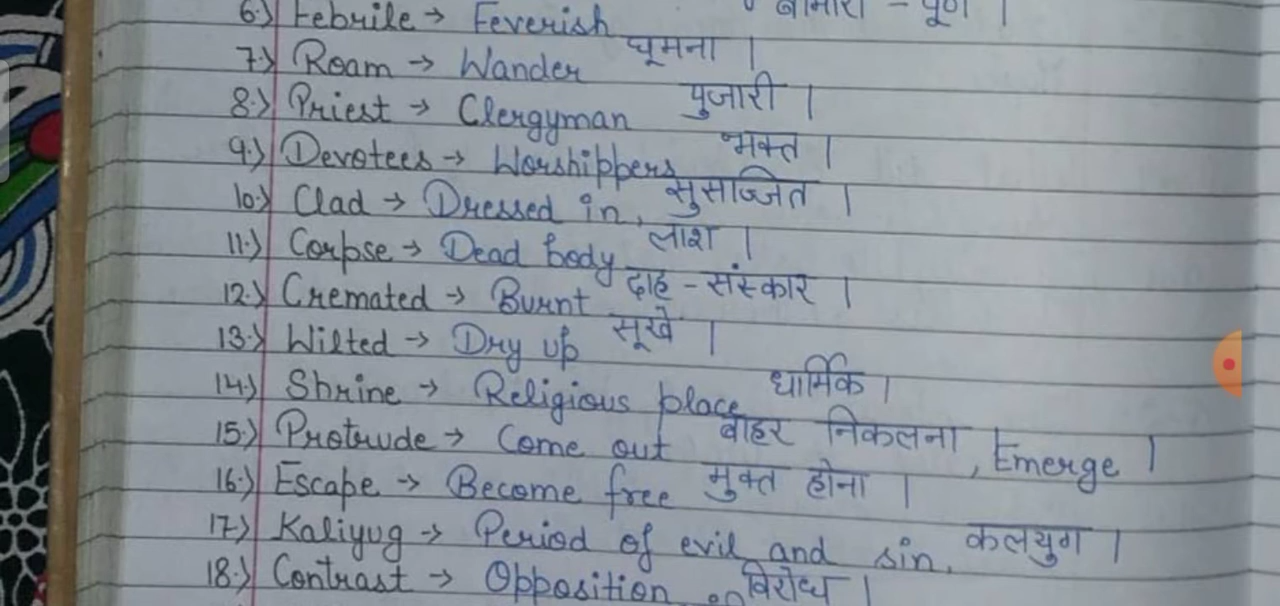 6.) Febrile → Feverish बीमारी - पूर्ण |
7.) Roam → Wander घूमना |
8.) Priest → Clergyman पुजारी |
9.) Devotees → Worshippers भक्त |
10.) Clad → Dressed in, सुसज्जित |
11.) Corpse → Dead body लाश |
12.) Cremated → Burnt दाह - संस्कार |
13.) Wilted → Dry up सूखे |
14.) Shrine → Religious place धार्मिक |
15.) Protrude → Come out बाहर निकलना, Emerge |
16.) Escape → Become free मुक्त होना |
17.) Kaliyug → Period of evil and sin, कलयुग |
18.) Contrast → Opposition विरोध |